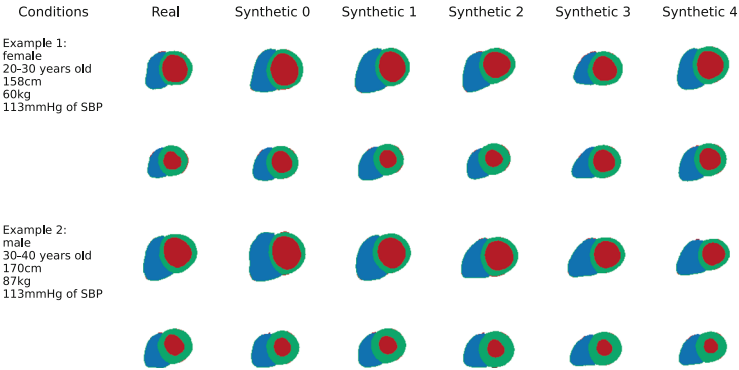 Conditions Real Synthetic 0 Synthetic 1 Synthetic 2 Synthetic 3 Synthetic 4
Example 1:
female
20-30 years old
158cm
60kg
113mmHg of SBP
Example 2:
male
30-40 years old
170cm
87kg
113mmHg of SBP